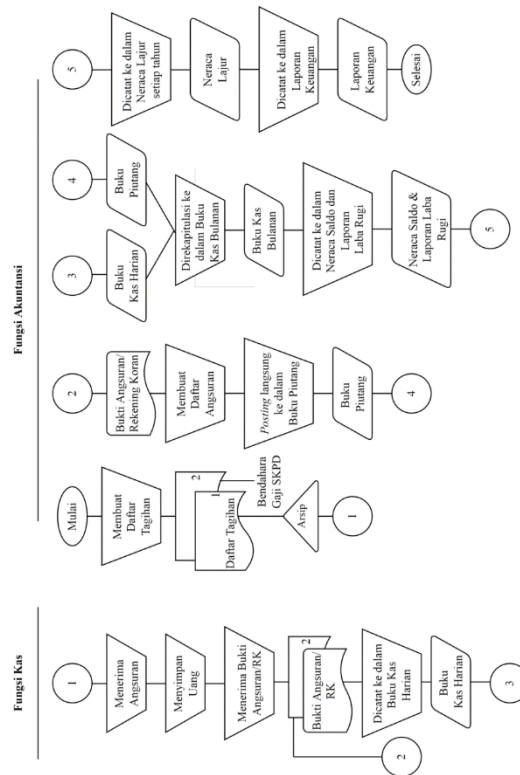 Fungsi Kas
1
Menerima
Angsuran
Menyimpan
Uang
Menerima Bukti
Angsuran/RK
2
Bukti Angsuran/
RK
2
Dicatat ke dalam
Buku Kas
Harian
Buku
Kas Harian
3
Fungsi Akuntansi
Mulai
Membuat
Daftar
Tagihan
2
1
Daftar Tagihan
Bendahara
Gaji SKPD
Arsip
1
2
Bukti Angsuran/
Rekening Koran
Membuat
Daftar
Angsuran
Posting langsung
ke dalam
Buku Piutang
Buku
Piutang
4
3
Buku
Kas Harian
4
Buku
Piutang
Direkapitulasi ke
dalam Buku
Kas Bulanan
Buku Kas
Bulanan
Dicatat ke dalam
Neraca Saldo dan
Laporan
Laba Rugi
Neraca Saldo &
Laporan Laba
Rugi
5
5
Dicatat ke dalam
Neraca Lajur
setiap tahun
Neraca
Lajur
Dicatat ke dalam
Laporan
Keuangan
Laporan
Keuangan
Selesai